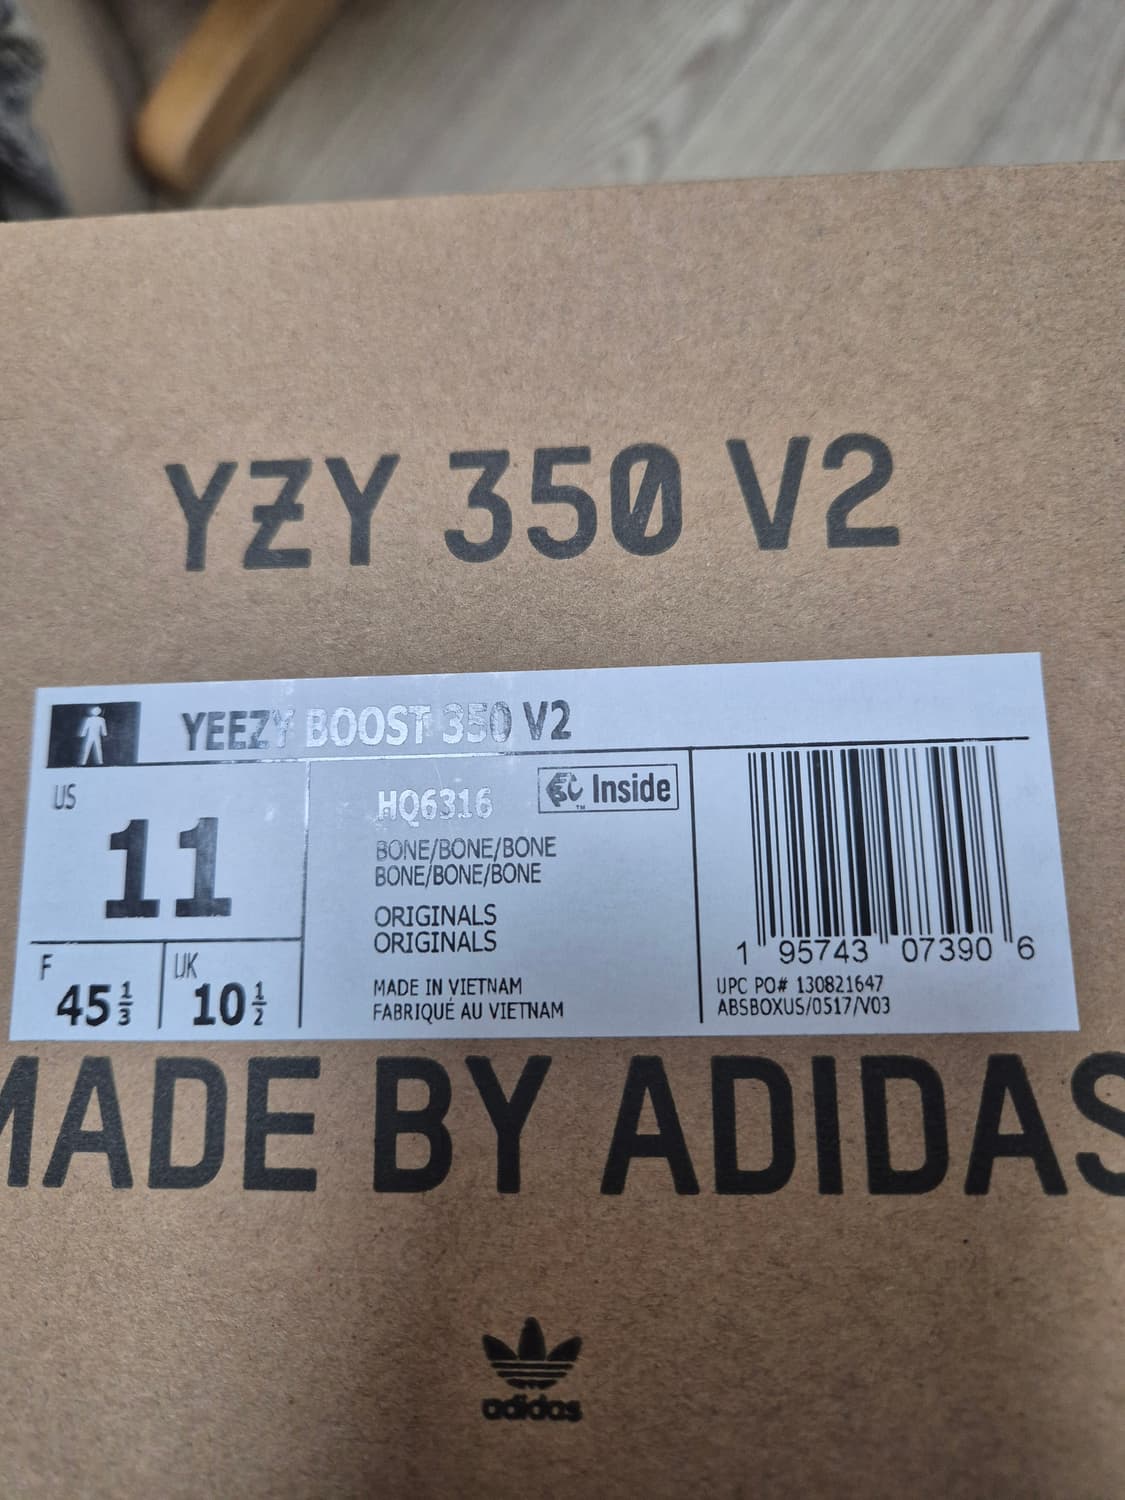 YZY 350 V2
YEEZY BOOST 350 V2
US
11
F
45 1/3
UK
10 1/2
HQ6316
Inside
TM
BONE/BONE/BONE
BONE/BONE/BONE
ORIGINALS
ORIGINALS
MADE IN VIETNAM
FABRIQUÉ AU VIETNAM
1 95743 07390 6
UPC PO# 130821647
ABSBOXUS/0517/V03
MADE BY ADIDAS
adidas